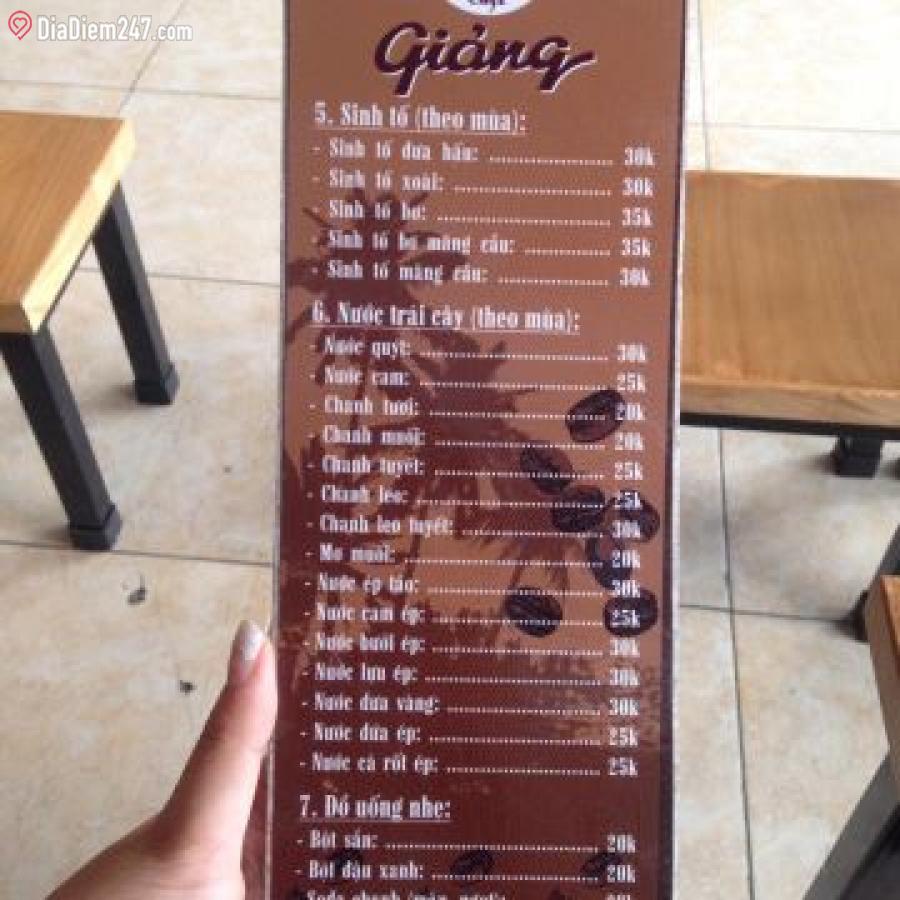 DiaDiem247.com
Café
Giảng
5. Sinh tố (theo mùa):
- Sinh tố dưa hấu: ........................ 30k
- Sinh tố xoài: ........................ 30k
- Sinh tố bơ: ........................ 35k
- Sinh tố bơ mãng cầu: ........................ 35k
- Sinh tố mãng cầu: ........................ 30k
6. Nước trái cây (theo mùa):
- Nước quýt: ........................ 30k
- Nước cam: ........................ 25k
- Chanh tươi: ........................ 20k
- Chanh muối: ........................ 20k
- Chanh tuyết: ........................ 25k
- Chanh leo: ........................ 25k
- Chanh leo tuyết: ........................ 30k
- Mơ muối: ........................ 20k
- Nước ép táo: ........................ 30k
- Nước cam ép: ........................ 25k
- Nước bưởi ép: ........................ 30k
- Nước lựu ép: ........................ 30k
- Nước dừa vàng: ........................ 30k
- Nước dứa ép: ........................ 25k
- Nước cà rốt ép: ........................ 25k
7. Đồ uống nhẹ:
- Bột sắn: ........................ 20k
- Bột đậu xanh: ........................ 20k